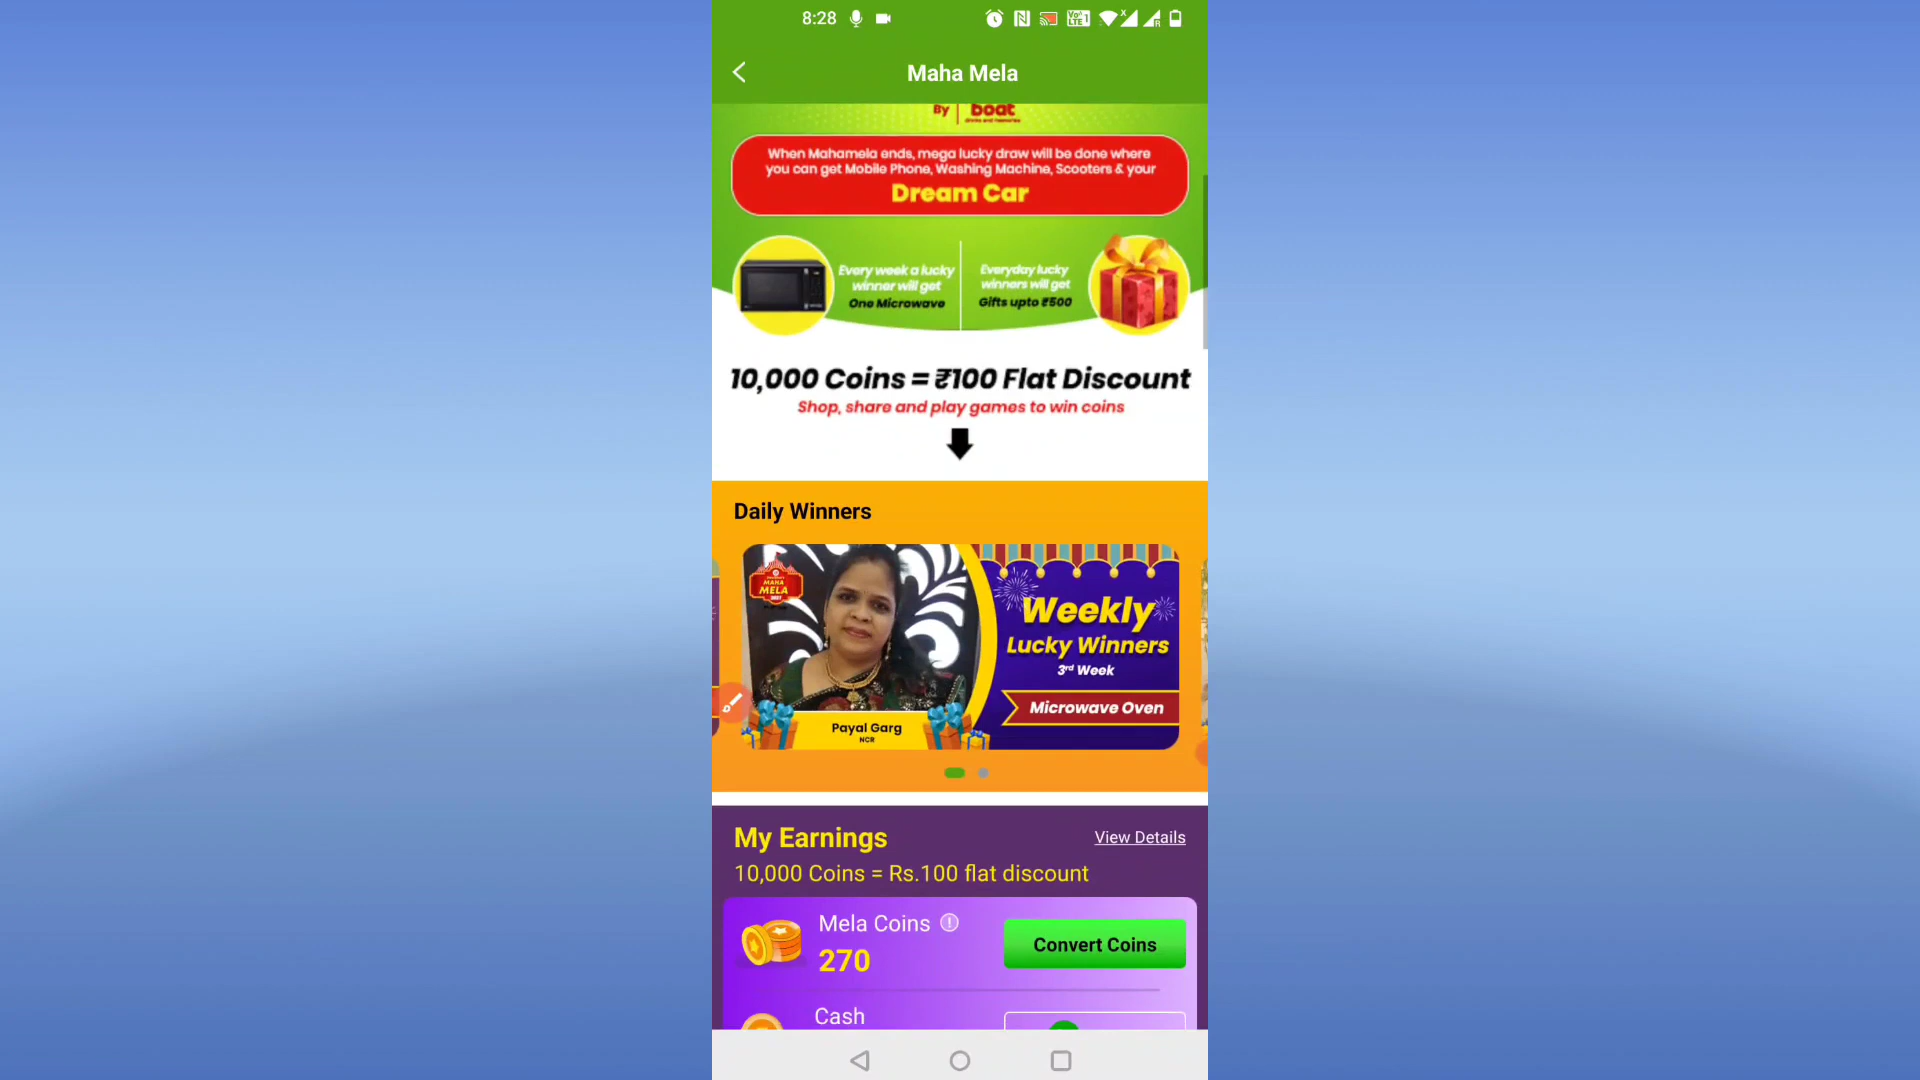 8:28
Maha Mela
By boat
When Mahamela ends, mega lucky draw will be done where
you can get Mobile Phone, Washing Machine, Scooters & your
Dream Car
Every week a lucky
winner will get
One Microwave
Everyday lucky
winners will get
Gifts upto ₹500
10,000 Coins = ₹100 Flat Discount
Shop, share and play games to win coins
Daily Winners
MAHA
MELA
Weekly
Lucky Winners
3rd Week
Microwave Oven
Payal Garg
NCR
My Earnings
View Details
10,000 Coins = Rs.100 flat discount
Mela Coins
270
Convert Coins
Cash